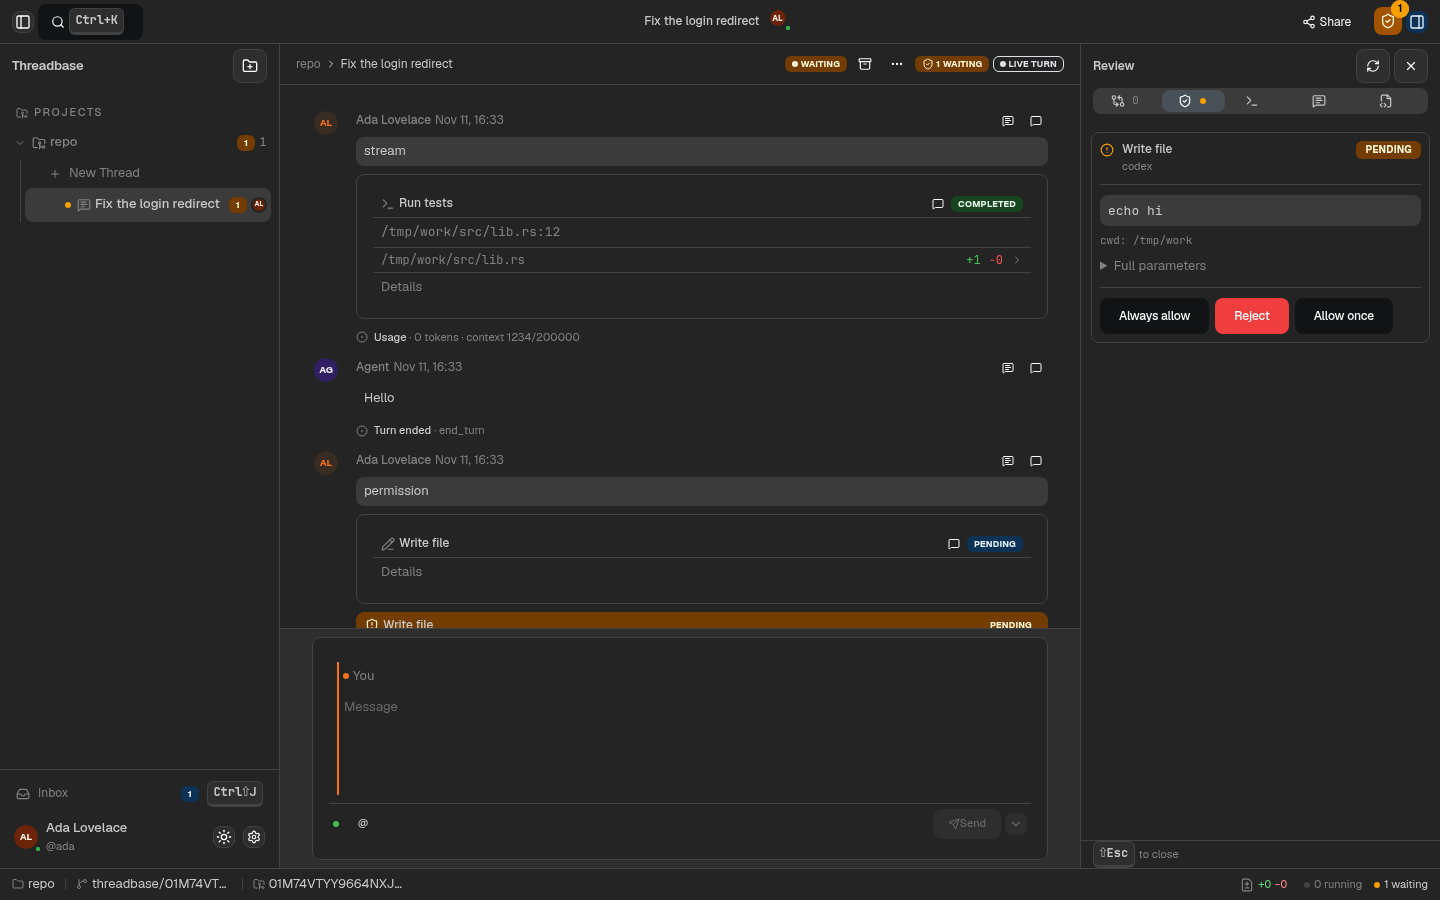 Ctrl+K
Fix the login redirect
AL
Share
1
Threadbase
PROJECTS
repo
1
1
New Thread
Fix the login redirect
1
AL
Inbox
1
Ctrl⇧J
AL
Ada Lovelace
@ada
repo > Fix the login redirect
WAITING
1 WAITING
LIVE TURN
AL
Ada Lovelace Nov 11, 16:33
stream
Run tests
COMPLETED
/tmp/work/src/lib.rs:12
/tmp/work/src/lib.rs
+1 -0
Details
Usage · 0 tokens · context 1234/200000
AG
Agent Nov 11, 16:33
Hello
Turn ended · end_turn
AL
Ada Lovelace Nov 11, 16:33
permission
Write file
PENDING
Details
Write file
PENDING
You
Message
@
Send
Review
0
Write file
PENDING
codex
echo hi
cwd: /tmp/work
Full parameters
Always allow
Reject
Allow once
⇧Esc to close
repo
threadbase/01M74VT...
01M74VTYY9664NXJ...
+0 −0
0 running
1 waiting